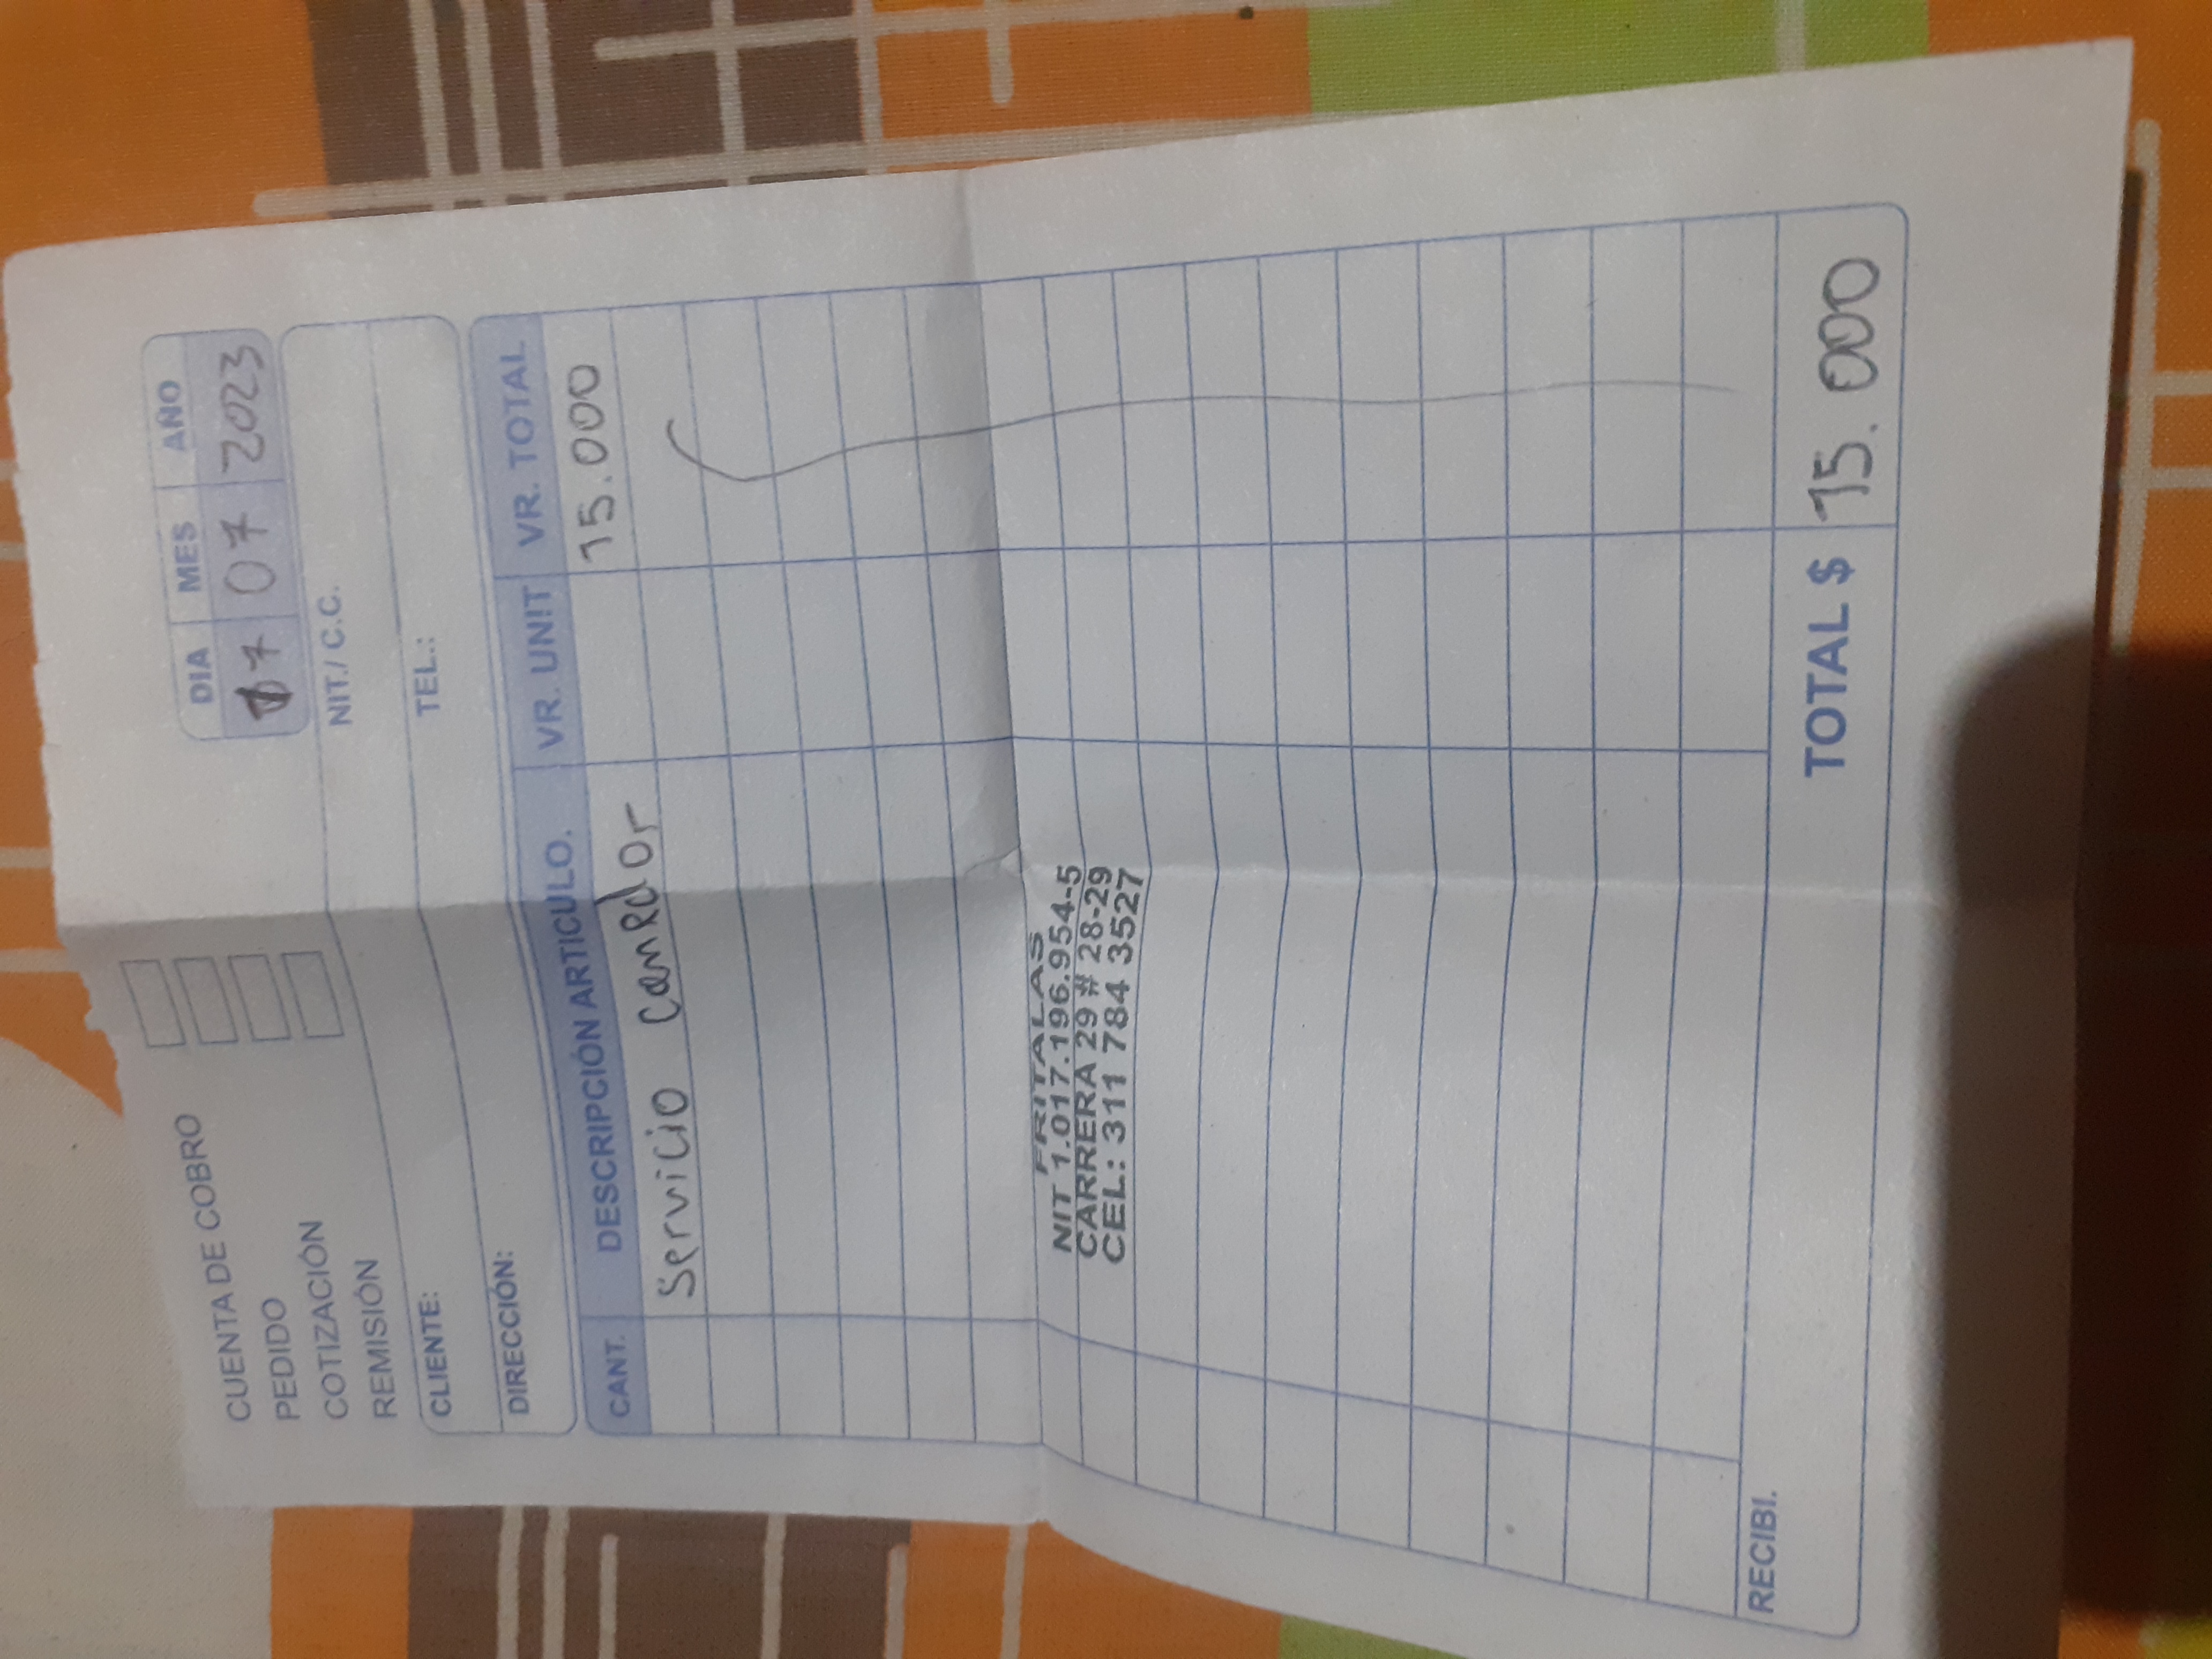 CUENTA DE COBRO
PEDIDO
COTIZACIÓN
REMISIÓN
DIA MES AÑO
07 07 2023
CLIENTE: NIT./ C.C.
DIRECCIÓN: TEL.:
CANT. DESCRIPCIÓN ARTICULO. VR. UNIT VR. TOTAL
Servicio comedor 15.000
FRITALAS
NIT 1.017.196.954-5
CARRERA 29 # 28-29
CEL.: 311 784 3527
RECIBI. TOTAL $ 15.000